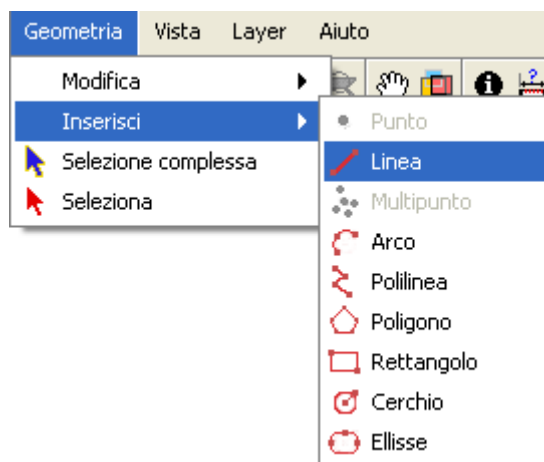 Geometria Vista Layer Aiuto
Modifica
Inserisci
Selezione complessa
Seleziona
Punto
Linea
Multipunto
Arco
Polilinea
Poligono
Rettangolo
Cerchio
Ellisse